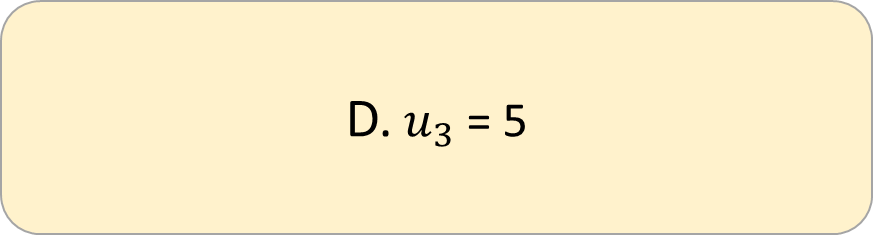 D. u₃ = 5